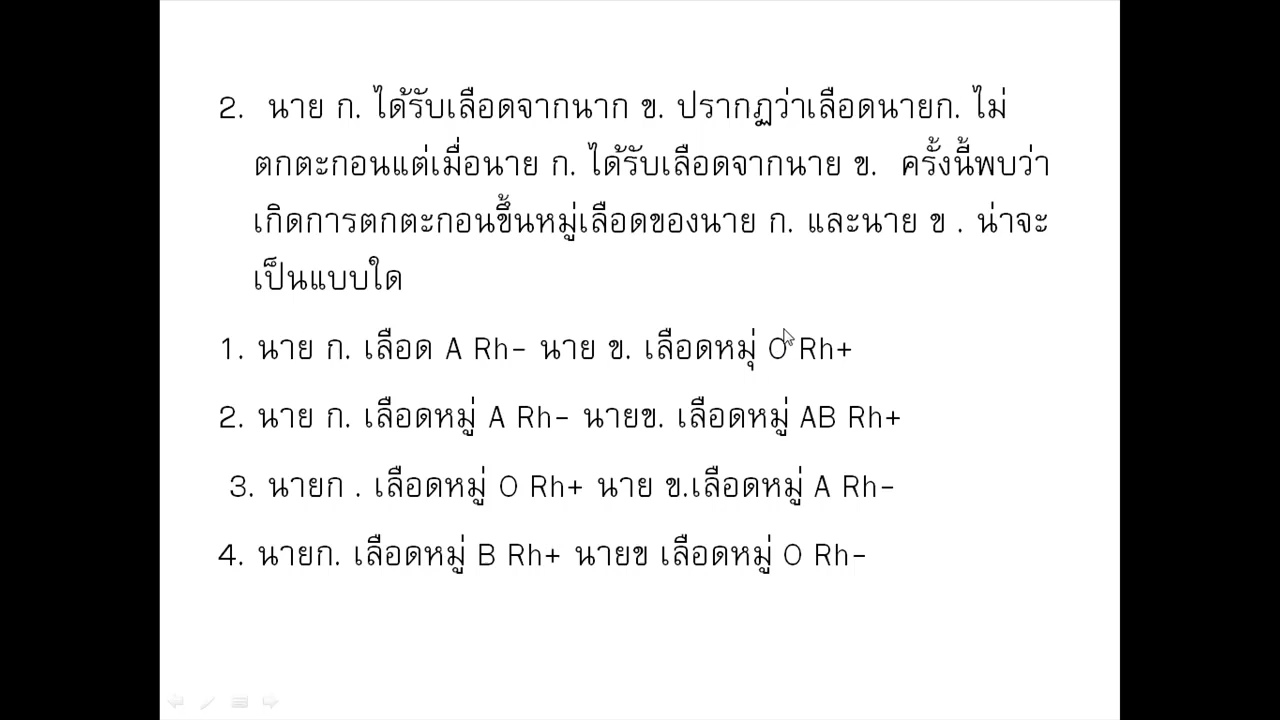 2. นาย ก. ได้รับเลือดจากนาก ข. ปรากฏว่าเลือดนายก. ไม่
ตกตะกอนแต่เมื่อนาย ก. ได้รับเลือดจากนาย ข. ครั้งนี้พบว่า
เกิดการตกตะกอนขึ้นหมู่เลือดของนาย ก. และนาย ข . น่าจะ
เป็นแบบใด
1. นาย ก. เลือด A Rh- นาย ข. เลือดหมุ่ O Rh+
2. นาย ก. เลือดหมู่ A Rh- นายข. เลือดหมู่ AB Rh+
3. นายก . เลือดหมู่ O Rh+ นาย ข.เลือดหมู่ A Rh-
4. นายก. เลือดหมู่ B Rh+ นายข เลือดหมู่ O Rh-